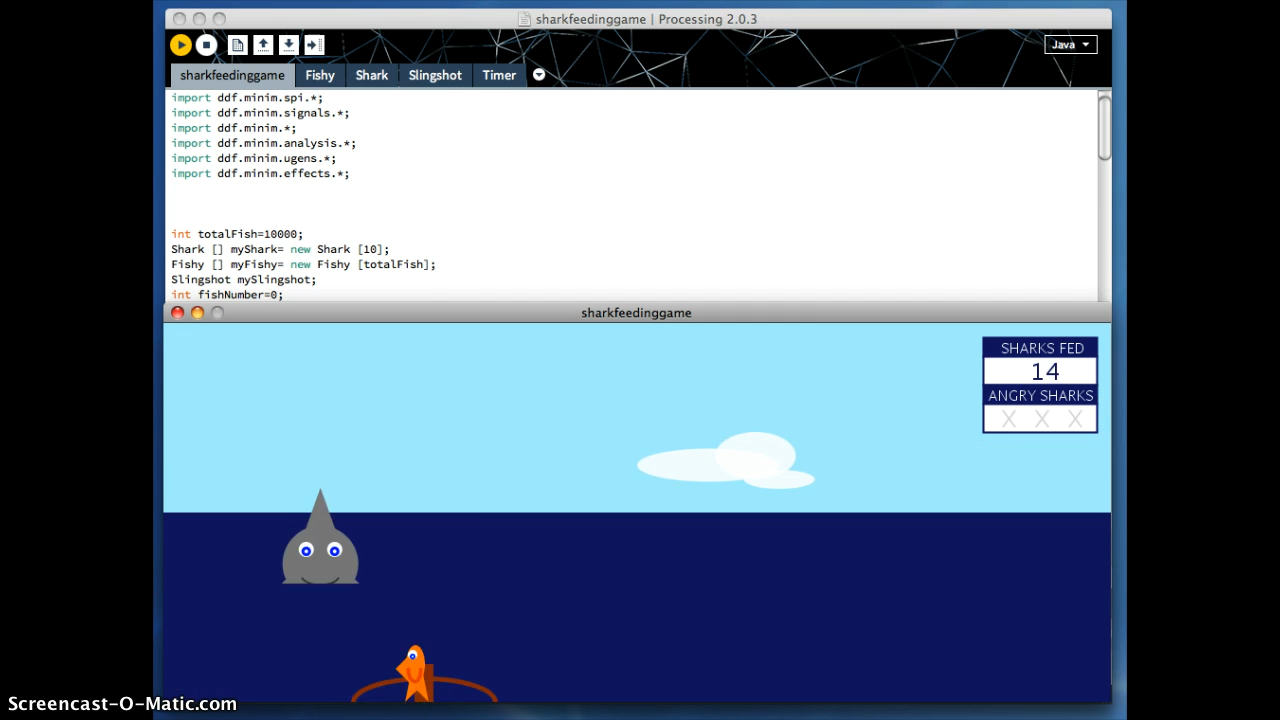 sharkfeedinggame | Processing 2.0.3
Java
sharkfeedinggame Fishy Shark Slingshot Timer
import ddf.minim.spi.*;
import ddf.minim.signals.*;
import ddf.minim.*;
import ddf.minim.analysis.*;
import ddf.minim.ugens.*;
import ddf.minim.effects.*;
int totalFish=10000;
Shark [] myShark= new Shark [10];
Fishy [] myFishy= new Fishy [totalFish];
Slingshot mySlingshot;
int fishNumber=0;
sharkfeedinggame
SHARKS FED
14
ANGRY SHARKS
X X X
Screencast-O-Matic.com